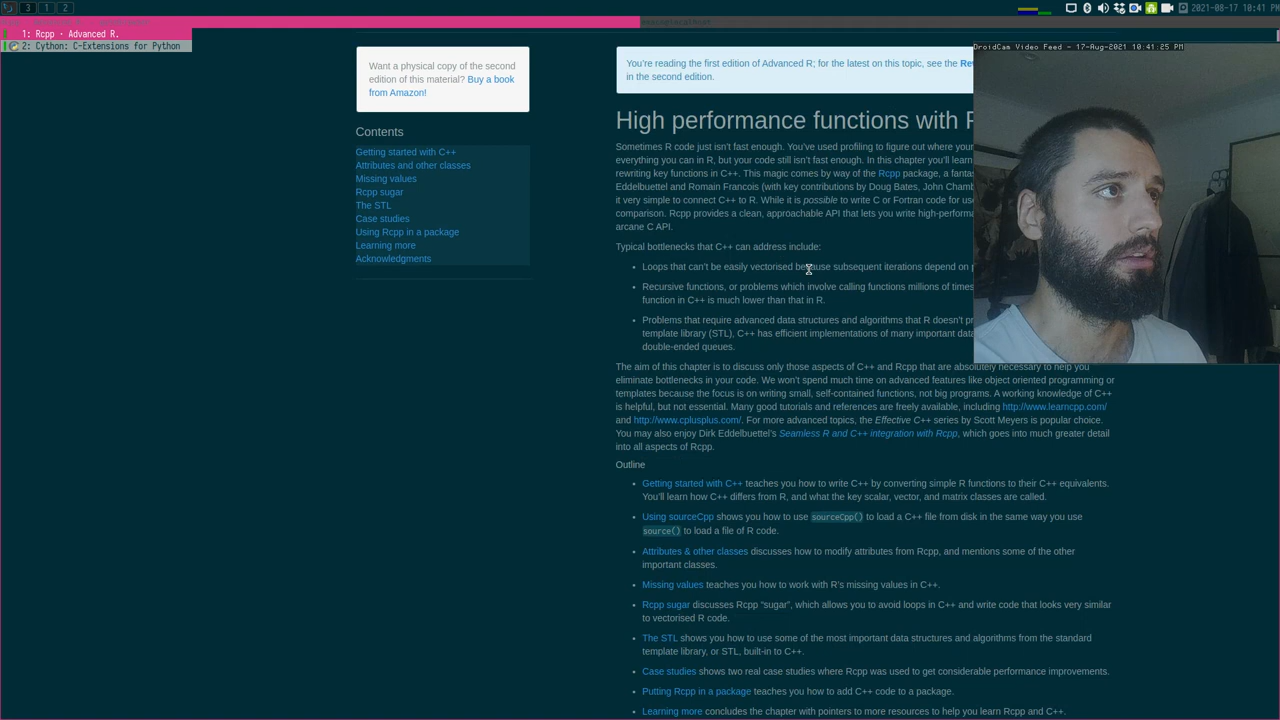 3 1 2
2021-08-17 10:41 PM
1: Rcpp · Advanced R.
2: Cython: C-Extensions for Python
DroidCam Video Feed - 17-Aug-2021 10:41:25 PM
Want a physical copy of the second
edition of this material? Buy a book
from Amazon!
Contents
Getting started with C++
Attributes and other classes
Missing values
Rcpp sugar
The STL
Case studies
Using Rcpp in a package
Learning more
Acknowledgments
You’re reading the first edition of Advanced R; for the latest on this topic, see the
in the second edition.
High performance functions with
Sometimes R code just isn’t fast enough. You’ve used profiling to figure out where your
everything you can in R, but your code still isn’t fast enough. In this chapter you’ll learn
rewriting key functions in C++. This magic comes by way of the Rcpp package, a
Eddelbuettel and Romain Francois (with key contributions by Doug Bates, John
it very simple to connect C++ to R. While it is possible to write C or Fortran code for
comparison. Rcpp provides a clean, approachable API that lets you write
arcane C API.
Typical bottlenecks that C++ can address include:
• Loops that can’t be easily vectorised because subsequent iterations depend on
• Recursive functions, or problems which involve calling functions millions of times
function in C++ is much lower than that in R.
• Problems that require advanced data structures and algorithms that R doesn’t
template library (STL), C++ has efficient implementations of many important
double-ended queues.
The aim of this chapter is to discuss only those aspects of C++ and Rcpp that are absolutely necessary to help you
eliminate bottlenecks in your code. We won’t spend much time on advanced features like object oriented programming or
templates because the focus is on writing small, self-contained functions, not big programs. A working knowledge of C++
is helpful, but not essential. Many good tutorials and references are freely available, including http://www.learncpp.com/
and http://www.cplusplus.com/. For more advanced topics, the Effective C++ series by Scott Meyers is popular choice.
You may also enjoy Dirk Eddelbuettel’s Seamless R and C++ integration with Rcpp, which goes into much greater detail
into all aspects of Rcpp.
Outline
• Getting started with C++ teaches you how to write C++ by converting simple R functions to their C++ equivalents.
You’ll learn how C++ differs from R, and what the key scalar, vector, and matrix classes are called.
• Using sourceCpp shows you how to use sourceCpp() to load a C++ file from disk in the same way you use
source() to load a file of R code.
• Attributes & other classes discusses how to modify attributes from Rcpp, and mentions some of the other
important classes.
• Missing values teaches you how to work with R’s missing values in C++.
• Rcpp sugar discusses Rcpp “sugar”, which allows you to avoid loops in C++ and write code that looks very similar
to vectorised R code.
• The STL shows you how to use some of the most important data structures and algorithms from the standard
template library, or STL, built-in to C++.
• Case studies shows two real case studies where Rcpp was used to get considerable performance improvements.
• Putting Rcpp in a package teaches you how to add C++ code to a package.
• Learning more concludes the chapter with pointers to more resources to help you learn Rcpp and C++.